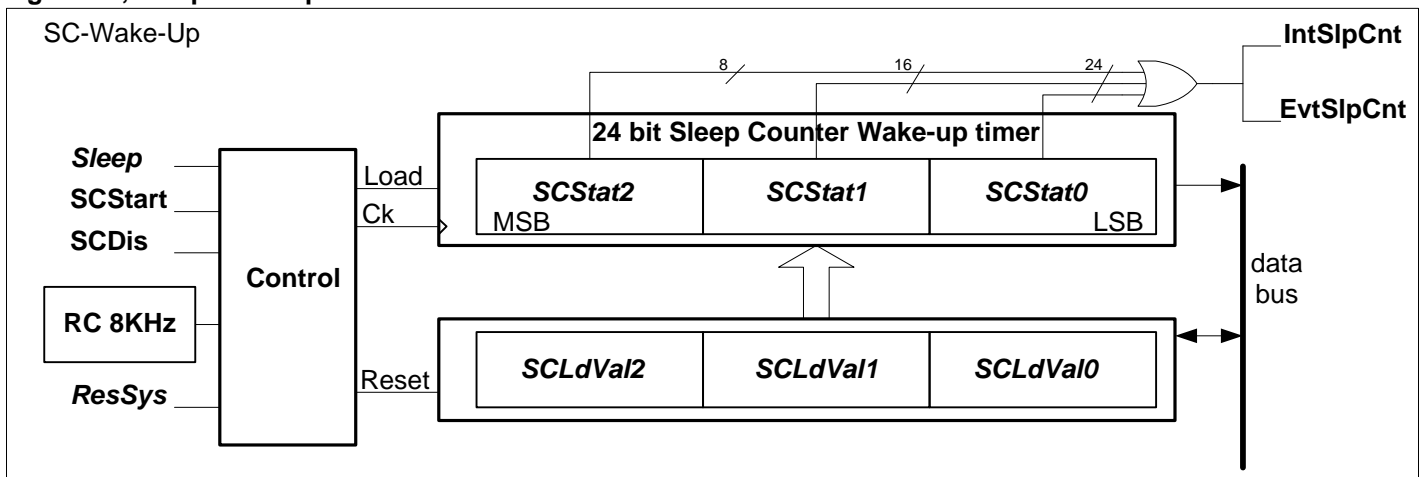 SC-Wake-Up
IntSlpCnt
8
16
24
EvtSlpCnt
24 bit Sleep Counter Wake-up timer
Sleep
SCStart
SCDis
Load
Ck
SCStat2
SCStat1
SCStat0
MSB
LSB
Control
data
bus
RC 8KHz
Reset
SCLdVal2
SCLdVal1
SCLdVal0
ResSys